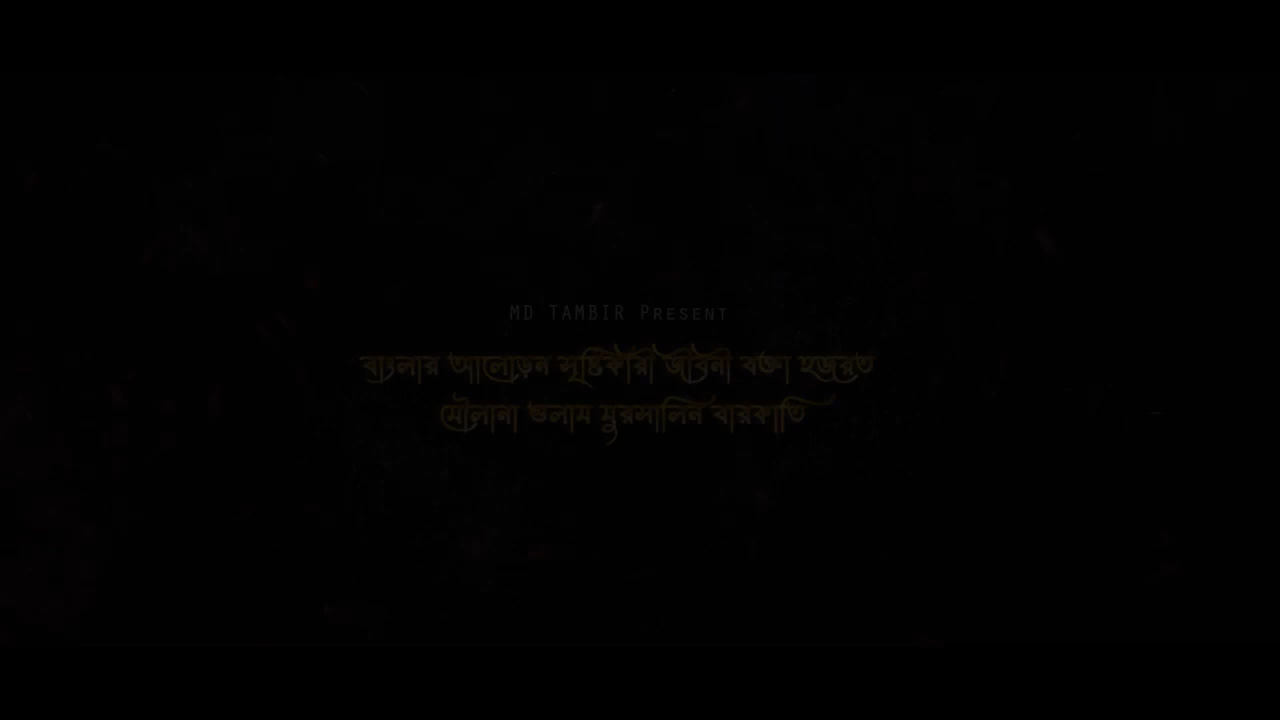 MD TAMBIR PRESENT
বাংলার আলোড়ন সৃষ্টিকারী জীবনী বক্তা হজরত
মৌলানা গুলাম মুরসালিন বারকাতি